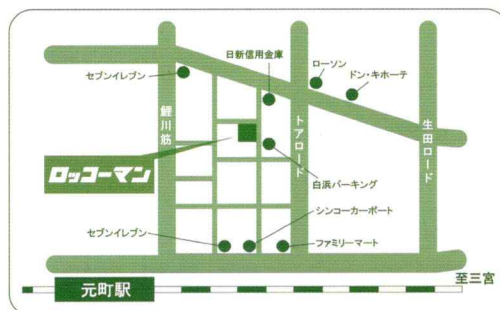 日新信用金庫
ローソン
セブンイレブン
ドン・キホーテ
鯉川筋
トアロード
生田ロード
ロッコーマン
白浜パーキング
シンコーカーポート
セブンイレブン
ファミリーマート
至三宮
元町駅